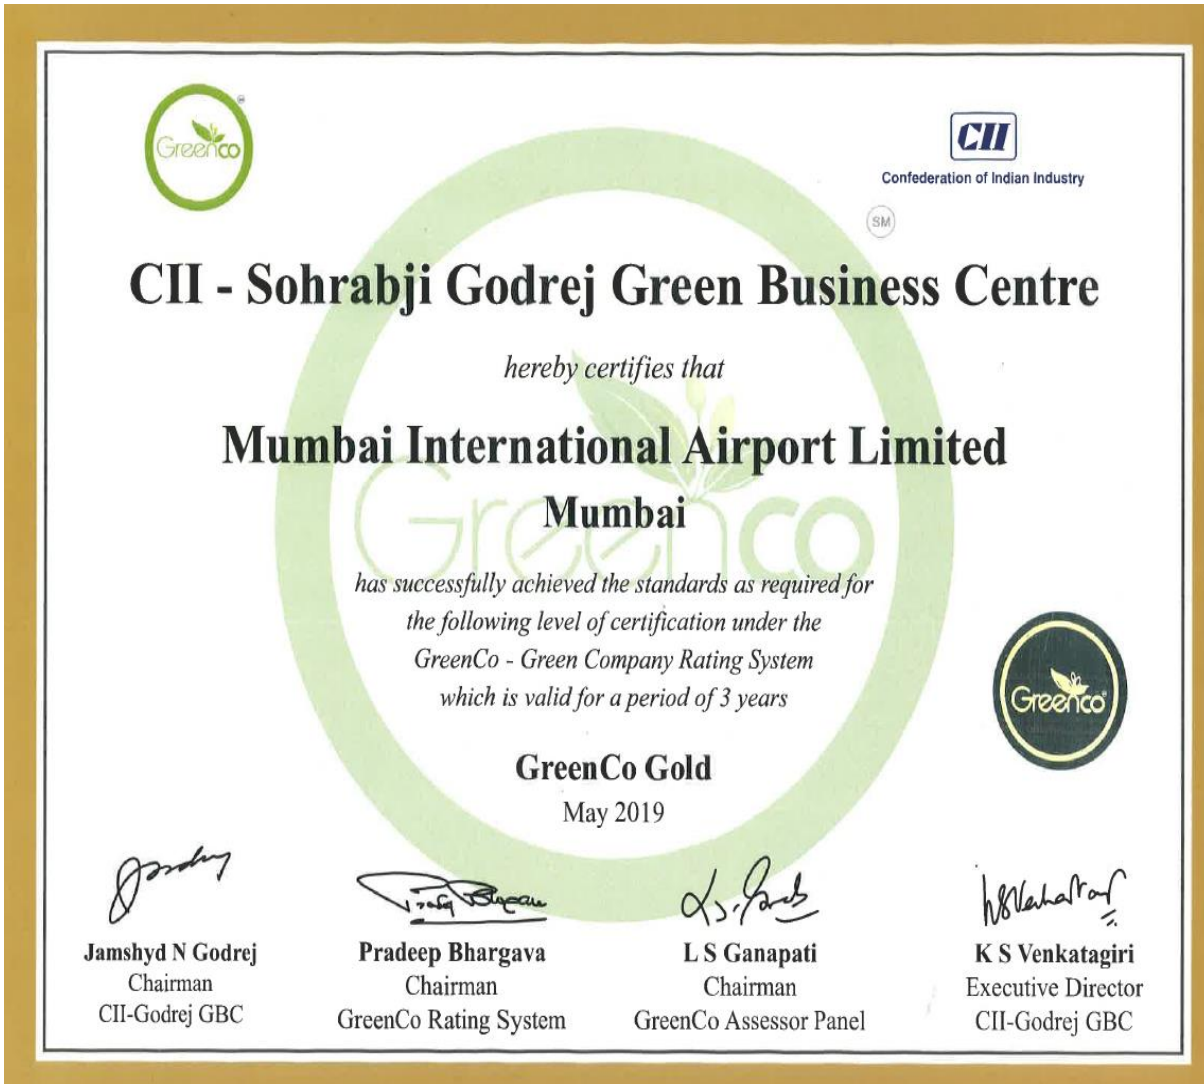 Greenco
CII
Confederation of Indian Industry
SM
CII - Sohrabji Godrej Green Business Centre
hereby certifies that
Mumbai International Airport Limited
Mumbai
Greenco
has successfully achieved the standards as required for
the following level of certification under the
GreenCo - Green Company Rating System
which is valid for a period of 3 years
Greenco
GreenCo Gold
May 2019
Jamshyd N Godrej
Chairman
CII-Godrej GBC
Pradeep Bhargava
Chairman
GreenCo Rating System
L S Ganapati
Chairman
GreenCo Assessor Panel
K S Venkatagiri
Executive Director
CII-Godrej GBC